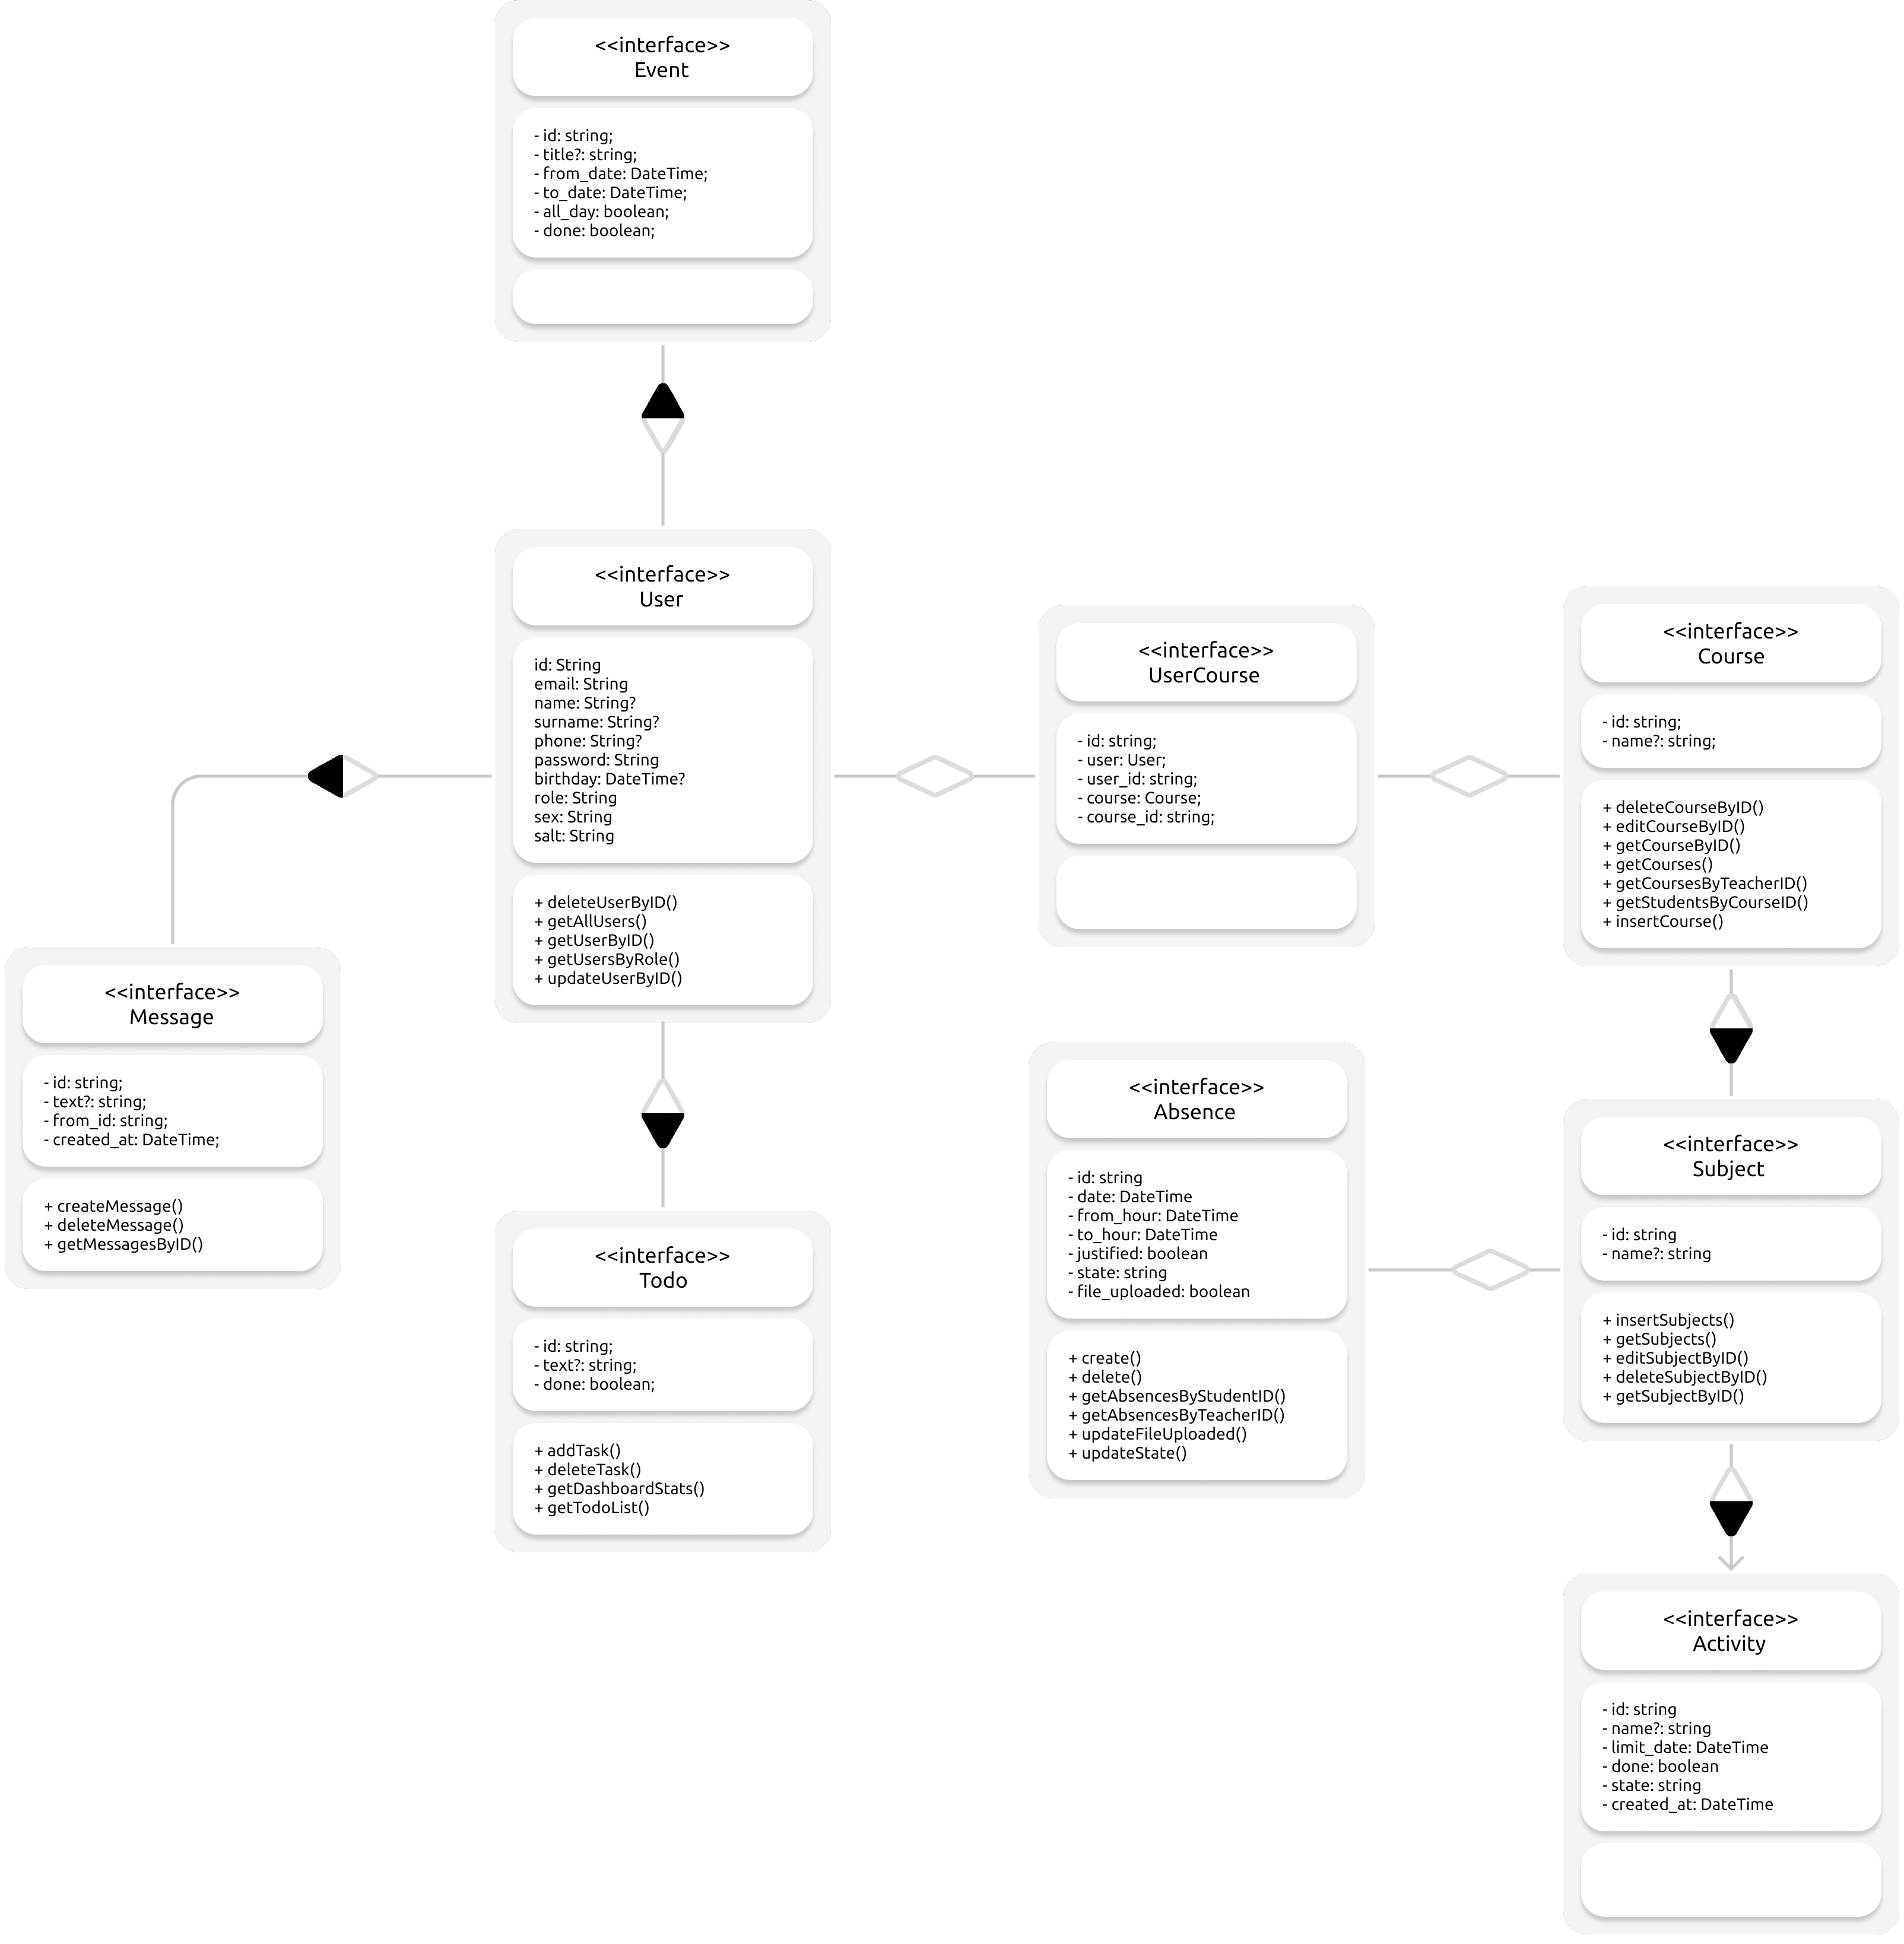 <<interface>>
Event
- id: string;
- title?: string;
- from_date: DateTime;
- to_date: DateTime;
- all_day: boolean;
- done: boolean;
<<interface>>
User
id: String
email: String
name: String?
surname: String?
phone: String?
password: String
birthday: DateTime?
role: String
sex: String
salt: String
+ deleteUserByID()
+ getAllUsers()
+ getUserByID()
+ getUsersByRole()
+ updateUserByID()
<<interface>>
UserCourse
- id: string;
- user: User;
- user_id: string;
- course: Course;
- course_id: string;
<<interface>>
Course
- id: string;
- name?: string;
+ deleteCourseByID()
+ editCourseByID()
+ getCourseByID()
+ getCourses()
+ getCoursesByTeacherID()
+ getStudentsByCourseID()
+ insertCourse()
<<interface>>
Message
- id: string;
- text?: string;
- from_id: string;
- created_at: DateTime;
+ createMessage()
+ deleteMessage()
+ getMessagesByID()
<<interface>>
Todo
- id: string;
- text?: string;
- done: boolean;
+ addTask()
+ deleteTask()
+ getDashboardStats()
+ getTodoList()
<<interface>>
Absence
- id: string
- date: DateTime
- from_hour: DateTime
- to_hour: DateTime
- justified: boolean
- state: string
- file_uploaded: boolean
+ create()
+ delete()
+ getAbsencesByStudentID()
+ getAbsencesByTeacherID()
+ updateFileUploaded()
+ updateState()
<<interface>>
Subject
- id: string
- name?: string
+ insertSubjects()
+ getSubjects()
+ editSubjectByID()
+ deleteSubjectByID()
+ getSubjectByID()
<<interface>>
Activity
- id: string
- name?: string
- limit_date: DateTime
- done: boolean
- state: string
- created_at: DateTime